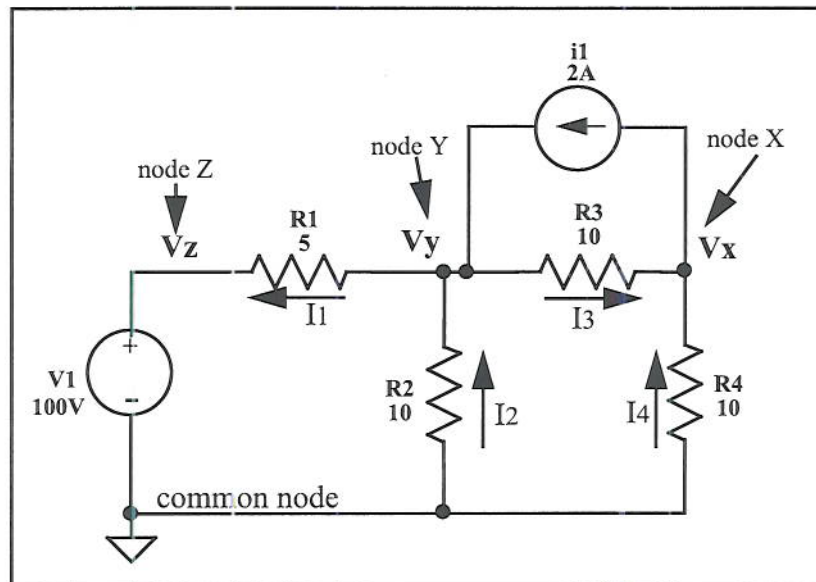 i1
2A
node Z
node Y
node X
Vz
R1
5
Vy
R3
10
Vx
I1
I3
V1
100V
+
-
R2
10
I2
I4
R4
10
common node